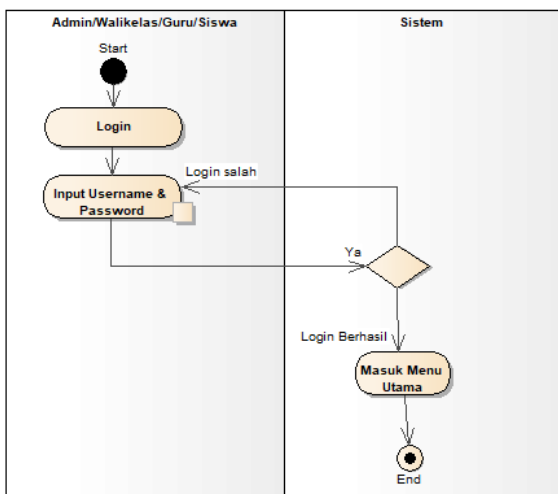 Admin/Walikelas/Guru/Siswa
Sistem
Start
Login
Login salah
Input Username &
Password
Ya
Login Berhasil
Masuk Menu
Utama
End